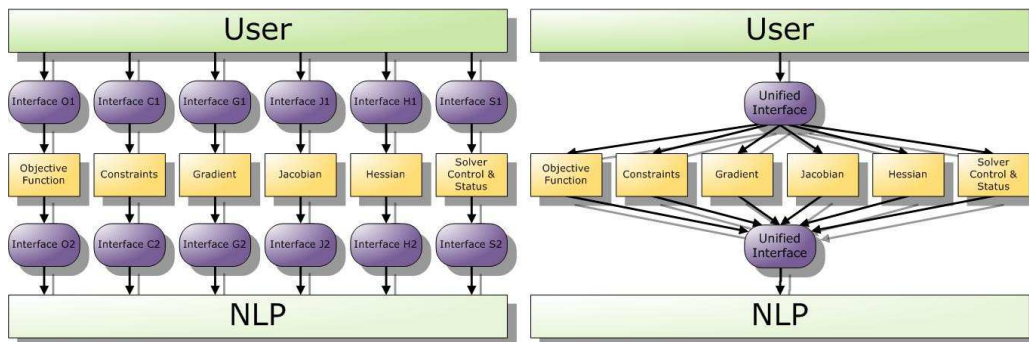 User
Interface O1
Interface C1
Interface G1
Interface J1
Interface H1
Interface S1
Objective
Function
Constraints
Gradient
Jacobian
Hessian
Solver
Control &
Status
Interface O2
Interface C2
Interface G2
Interface J2
Interface H2
Interface S2
NLP
User
Unified
Interface
Objective
Function
Constraints
Gradient
Jacobian
Hessian
Solver
Control &
Status
Unified
Interface
NLP